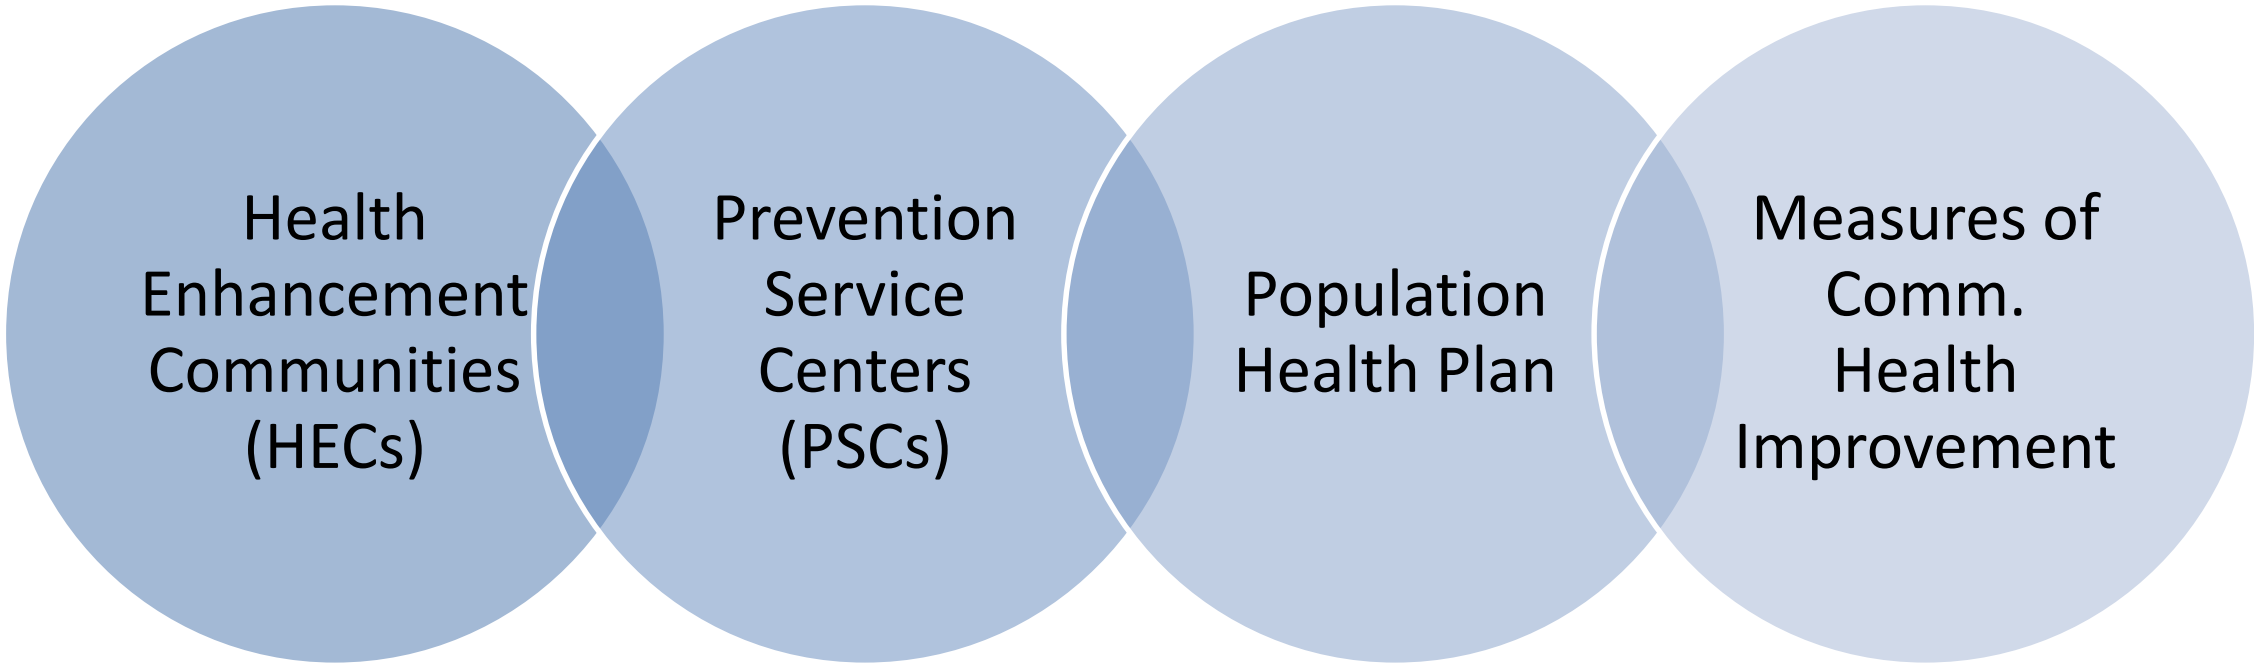 Health
Enhancement
Communities
(HECs)
Prevention
Service
Centers
(PSCs)
Population
Health Plan
Measures of
Comm.
Health
Improvement